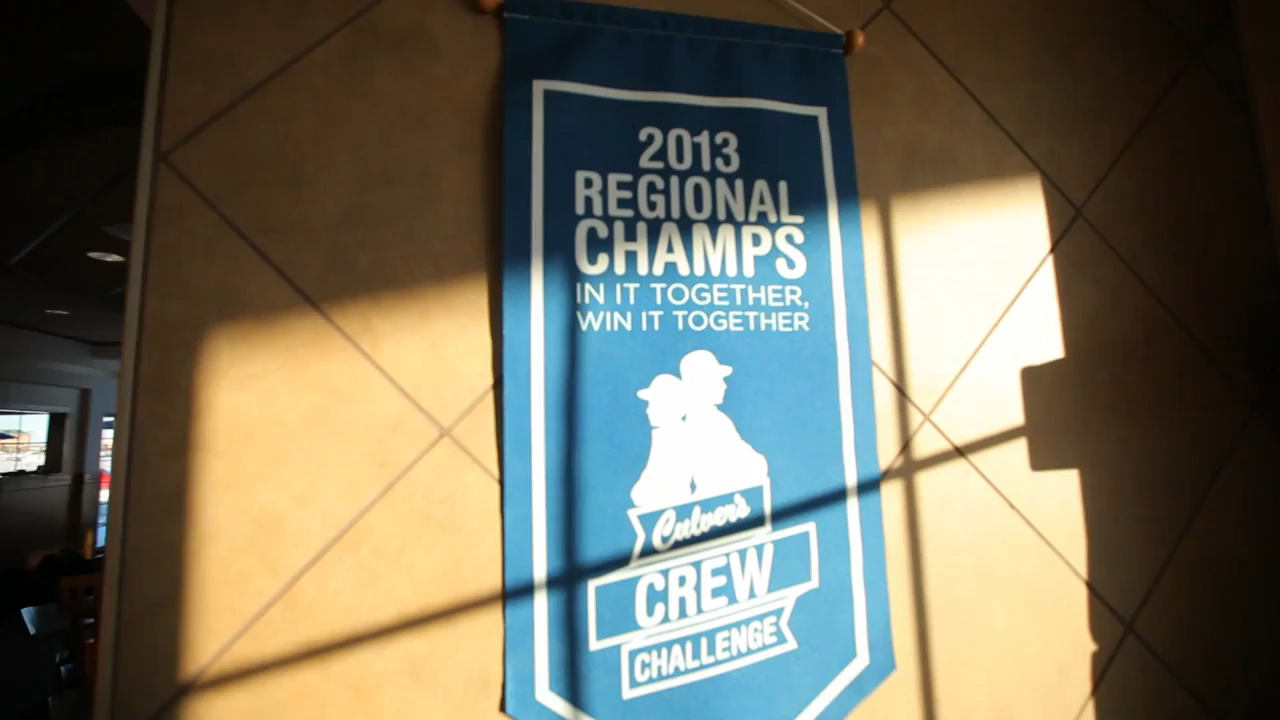 2013
REGIONAL
CHAMPS
IN IT TOGETHER,
WIN IT TOGETHER
Culver's
CREW
CHALLENGE